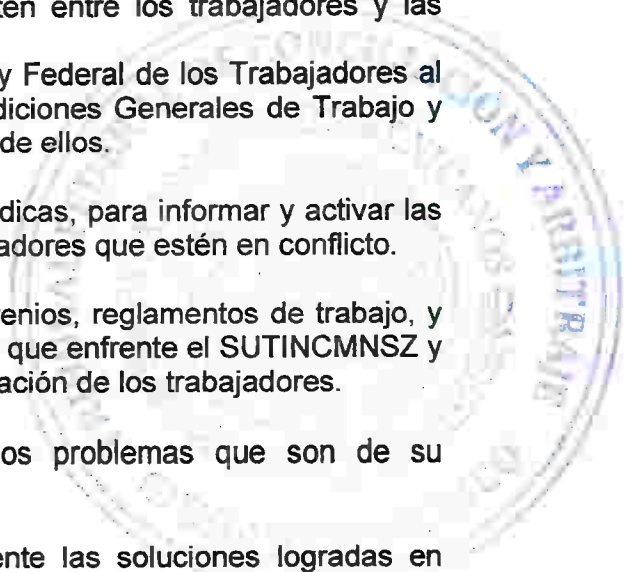 entre los trabajadores y las
y Federal de los Trabajadores al
diciones Generales de Trabajo y
de ellos.
dicas, para informar y activar las
adores que estén en conflicto.
enios, reglamentos de trabajo, y
que enfrente el SUTINCMNSZ y
ación de los trabajadores.
os problemas que son de su
ente las soluciones logradas en
Y ARBITRAJE